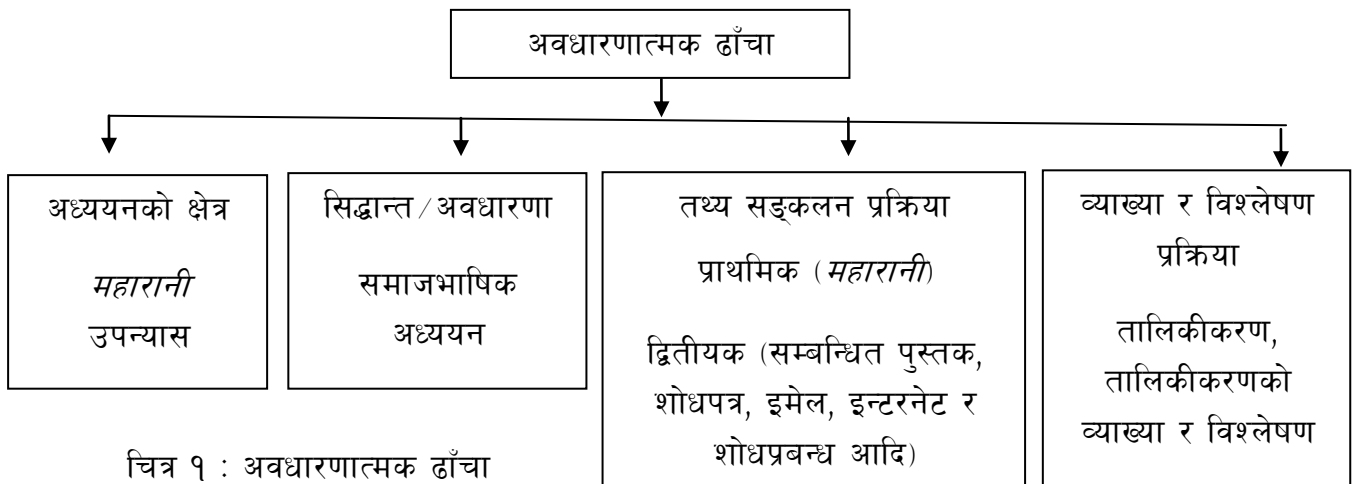 अवधारणात्मक ढाँचा
अध्ययनको क्षेत्र
महारानी
उपन्यास
सिद्धान्त/अवधारणा
समाजभाषिक
अध्ययन
तथ्य सङ्कलन प्रक्रिया
प्राथमिक (महारानी)
द्वितीयक (सम्बन्धित पुस्तक,
शोधपत्र, इमेल, इन्टरनेट र
शोधप्रबन्ध आदि)
व्याख्या र विश्लेषण
प्रक्रिया
तालिकीकरण,
तालिकीकरणको
व्याख्या र विश्लेषण
चित्र १ : अवधारणात्मक ढाँचा